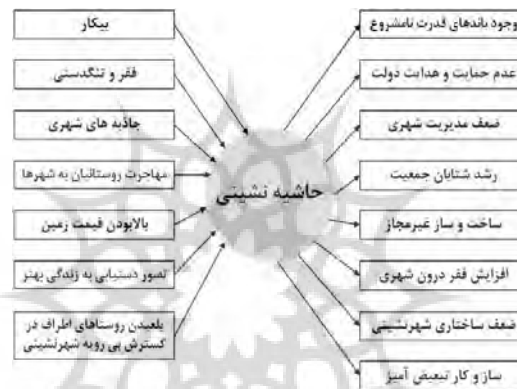 بیکار
فقر و تنگدستی
جاذبه های شهری
مهاجرت روستائیان به شهرها
بالابودن قیمت زمین
تصور دستیابی به زندگی بهتر
بلعیدن روستاهای اطراف در
گسترش بی رویه شهرنشینی
حاشیه نشینی
وجود باندهای قدرت نامشروع
عدم حمایت و هدایت دولت
ضعف مدیریت شهری
رشد شتابان جمعیت
ساخت و ساز غیرمجاز
افزایش فقر درون شهری
ضعف ساختاری شهرنشینی
ساز و کار تبعیض آمیز